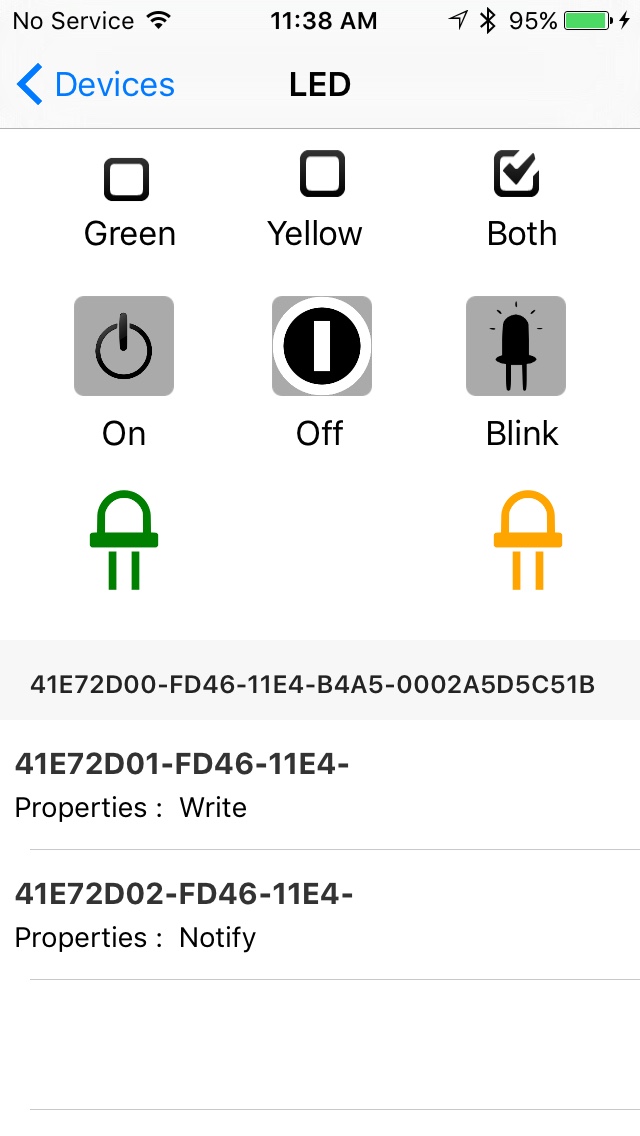 No Service 11:38 AM 95%
Devices LED
Green Yellow Both
On Off Blink
41E72D00-FD46-11E4-B4A5-0002A5D5C51B
41E72D01-FD46-11E4-
Properties : Write
41E72D02-FD46-11E4-
Properties : Notify